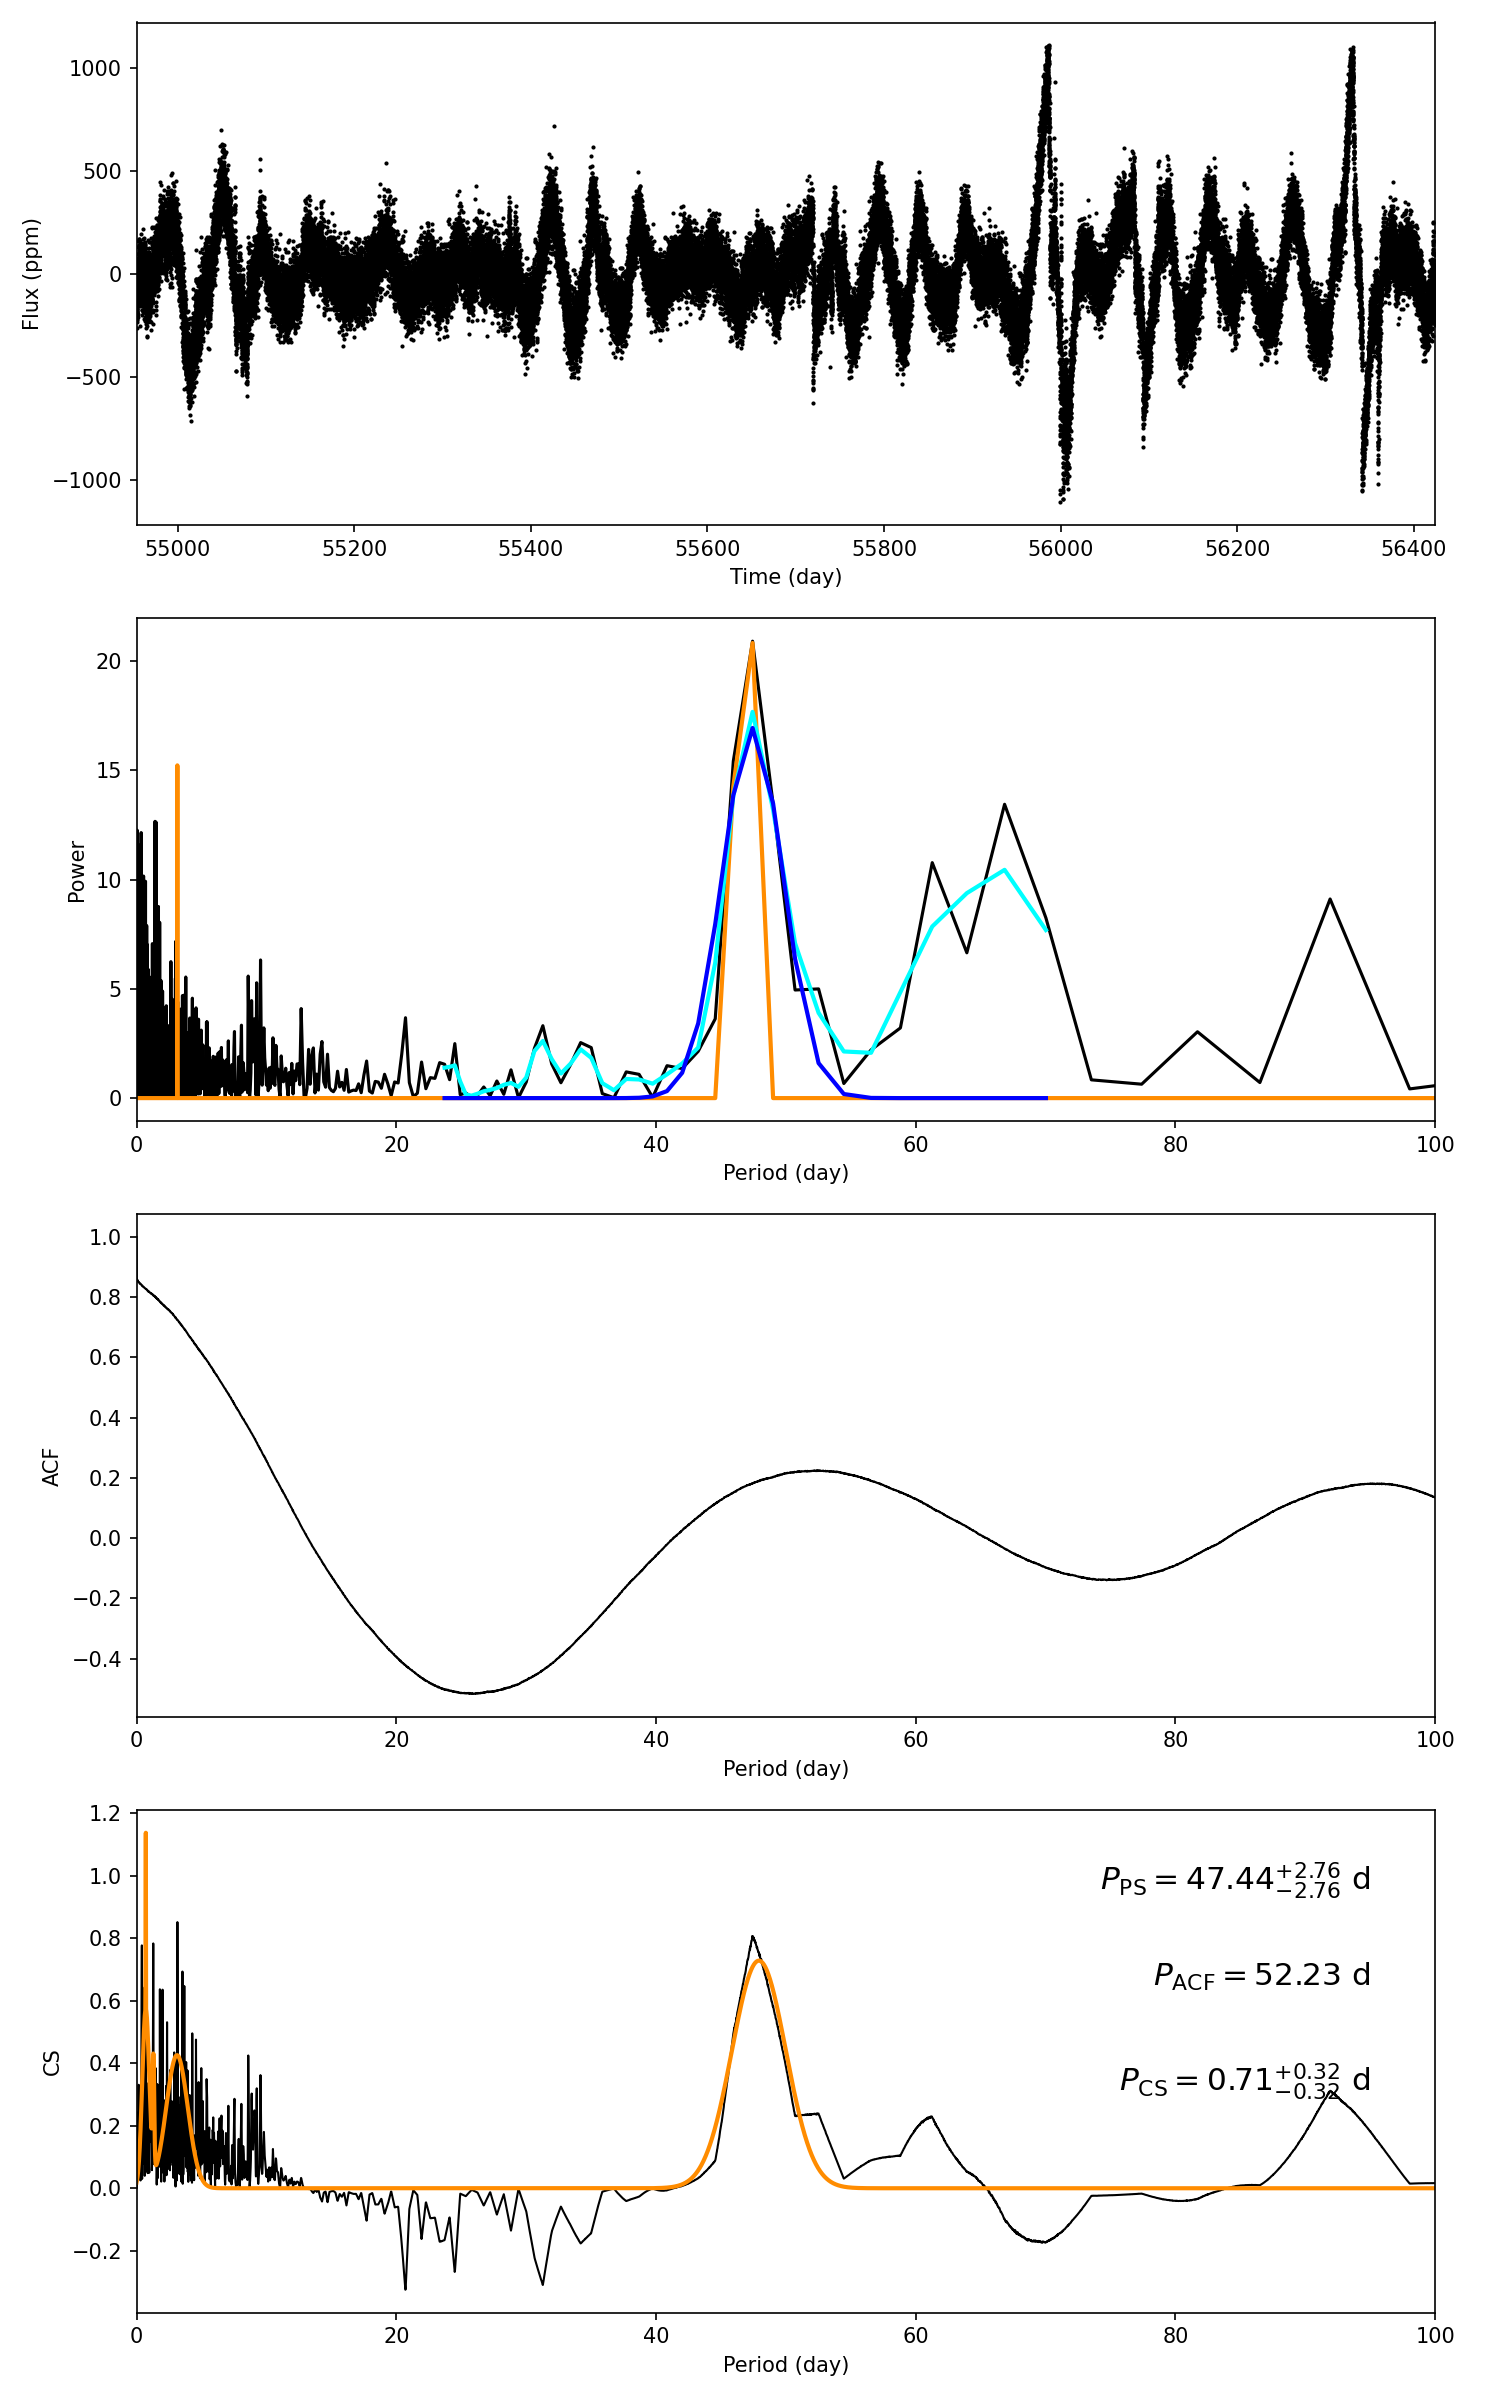 1000
500
0
−500
−1000
Flux (ppm)
55000 55200 55400 55600 55800 56000 56200 56400
Time (day)
20
15
10
5
0
Power
0 20 40 60 80 100
Period (day)
1.0
0.8
0.6
0.4
0.2
0.0
−0.2
−0.4
ACF
0 20 40 60 80 100
Period (day)
1.2
1.0
0.8
0.6
0.4
0.2
0.0
−0.2
CS
P_PS = 47.44^{+2.76}_{−2.76} d
P_ACF = 52.23 d
P_CS = 0.71^{+0.32}_{−0.32} d
0 20 40 60 80 100
Period (day)